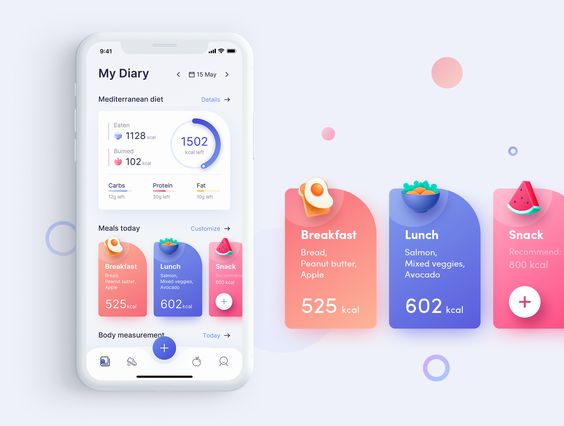 9:41
My Diary
15 May
Mediterranean diet
Details
Eaten
1128 kcal
Burned
102 kcal
1502
kcal left
Carbs
Protein
Fat
12g left
30g left
10g left
Meals today
Customize
Breakfast
Bread,
Peanut butter,
Apple
525 kcal
Lunch
Salmon,
Mixed veggies,
Avocado
602 kcal
Snack
Body measurement
Today
Breakfast
Bread,
Peanut butter,
Apple
525 kcal
Lunch
Salmon,
Mixed veggies,
Avocado
602 kcal
Snack
Recommend:
800 kcal